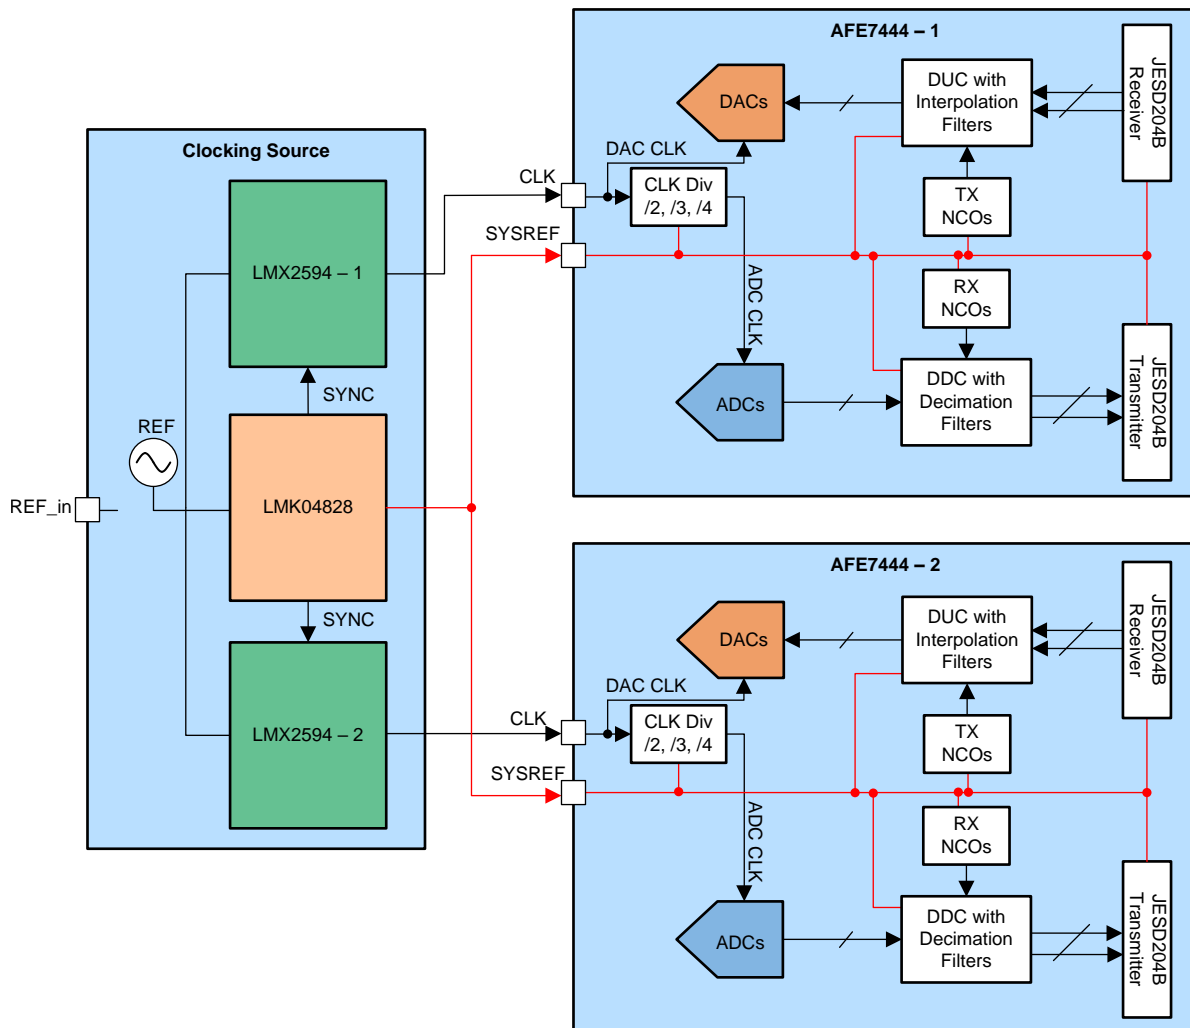 AFE7444 – 1
DACs
DUC with
Interpolation
Filters
JESD204B
Receiver
Clocking Source
DAC CLK
CLK
CLK Div
/2, /3, /4
TX
NCOs
SYSREF
LMX2594 – 1
ADC CLK
RX
NCOs
SYNC
DDC with
Decimation
Filters
ADCs
JESD204B
Transmitter
REF
REF_in
LMK04828
AFE7444 – 2
DACs
DUC with
Interpolation
Filters
JESD204B
Receiver
SYNC
DAC CLK
CLK
CLK Div
/2, /3, /4
TX
NCOs
LMX2594 – 2
SYSREF
ADC CLK
RX
NCOs
DDC with
Decimation
Filters
ADCs
JESD204B
Transmitter